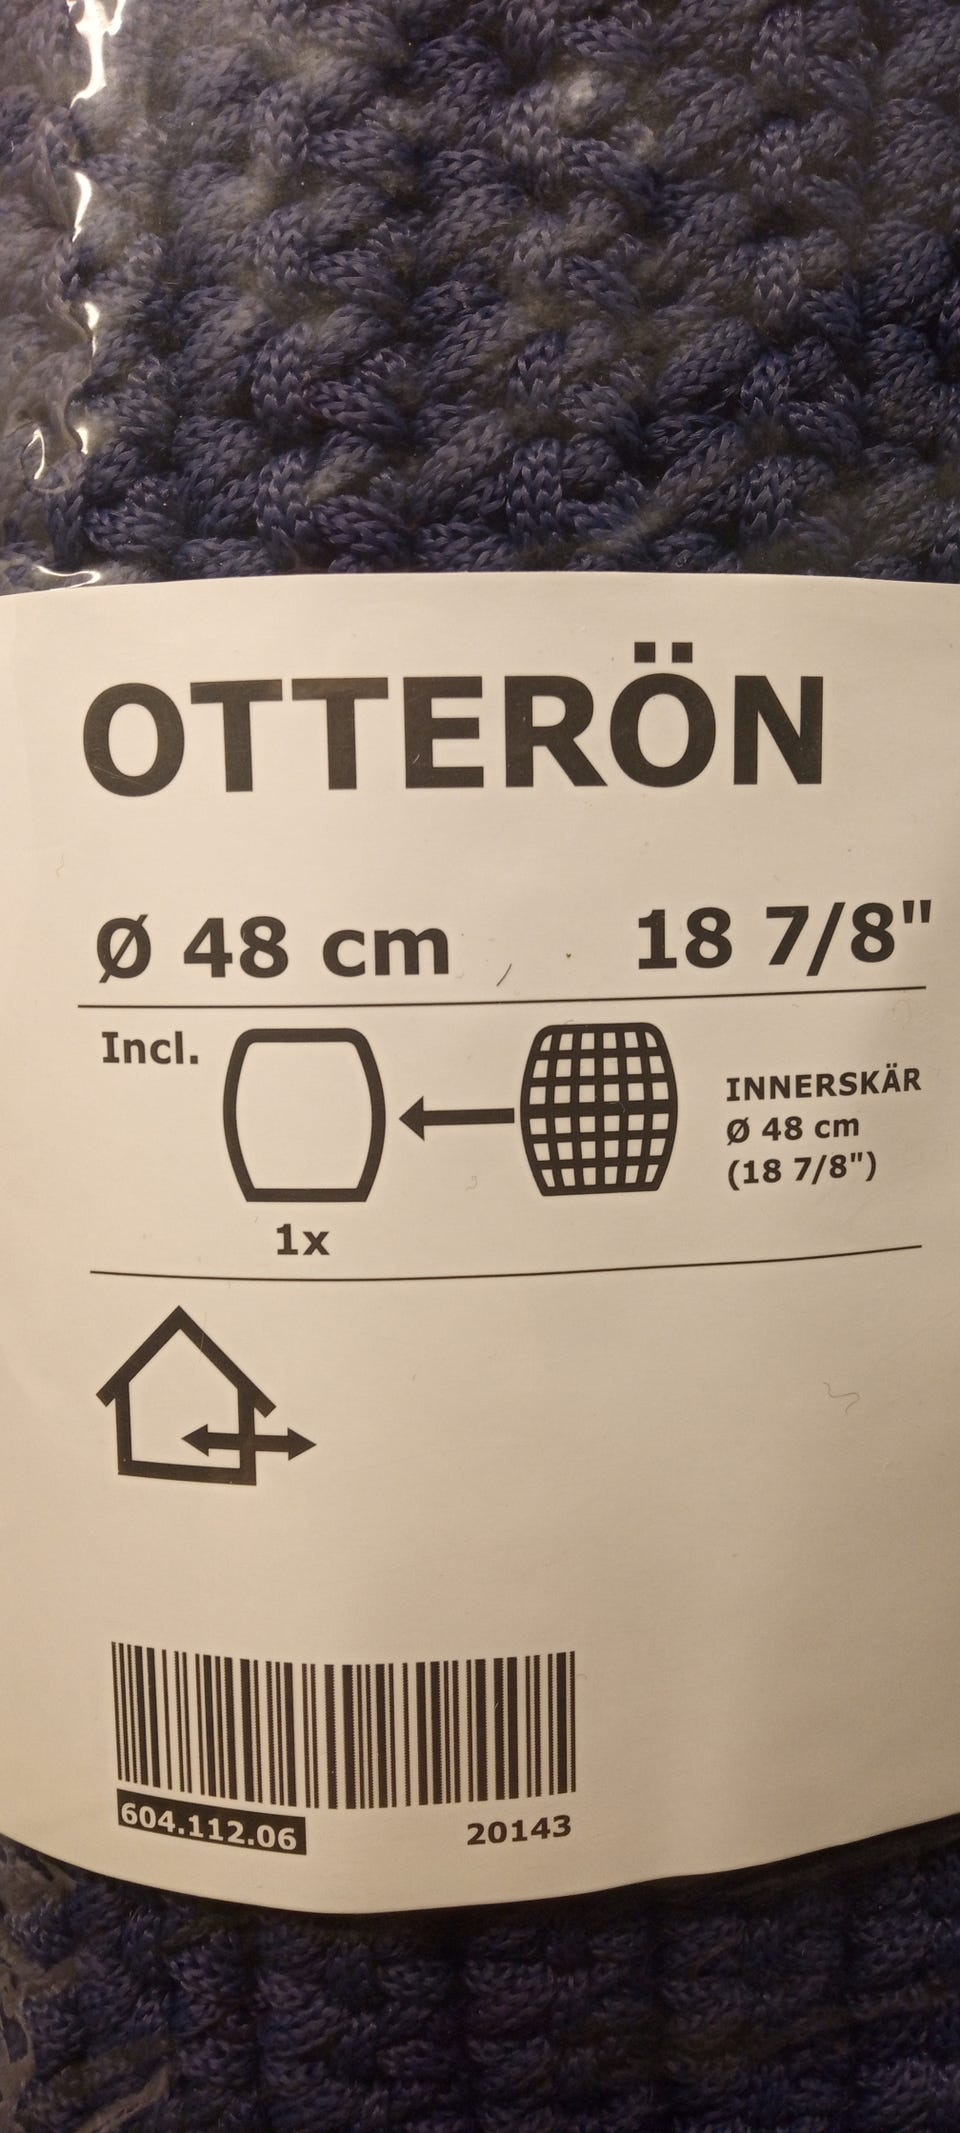 OTTERÖN
Ø 48 cm 18 7/8"
Incl.
INNERSKÄR
Ø 48 cm
(18 7/8")
1x
604.112.06 20143